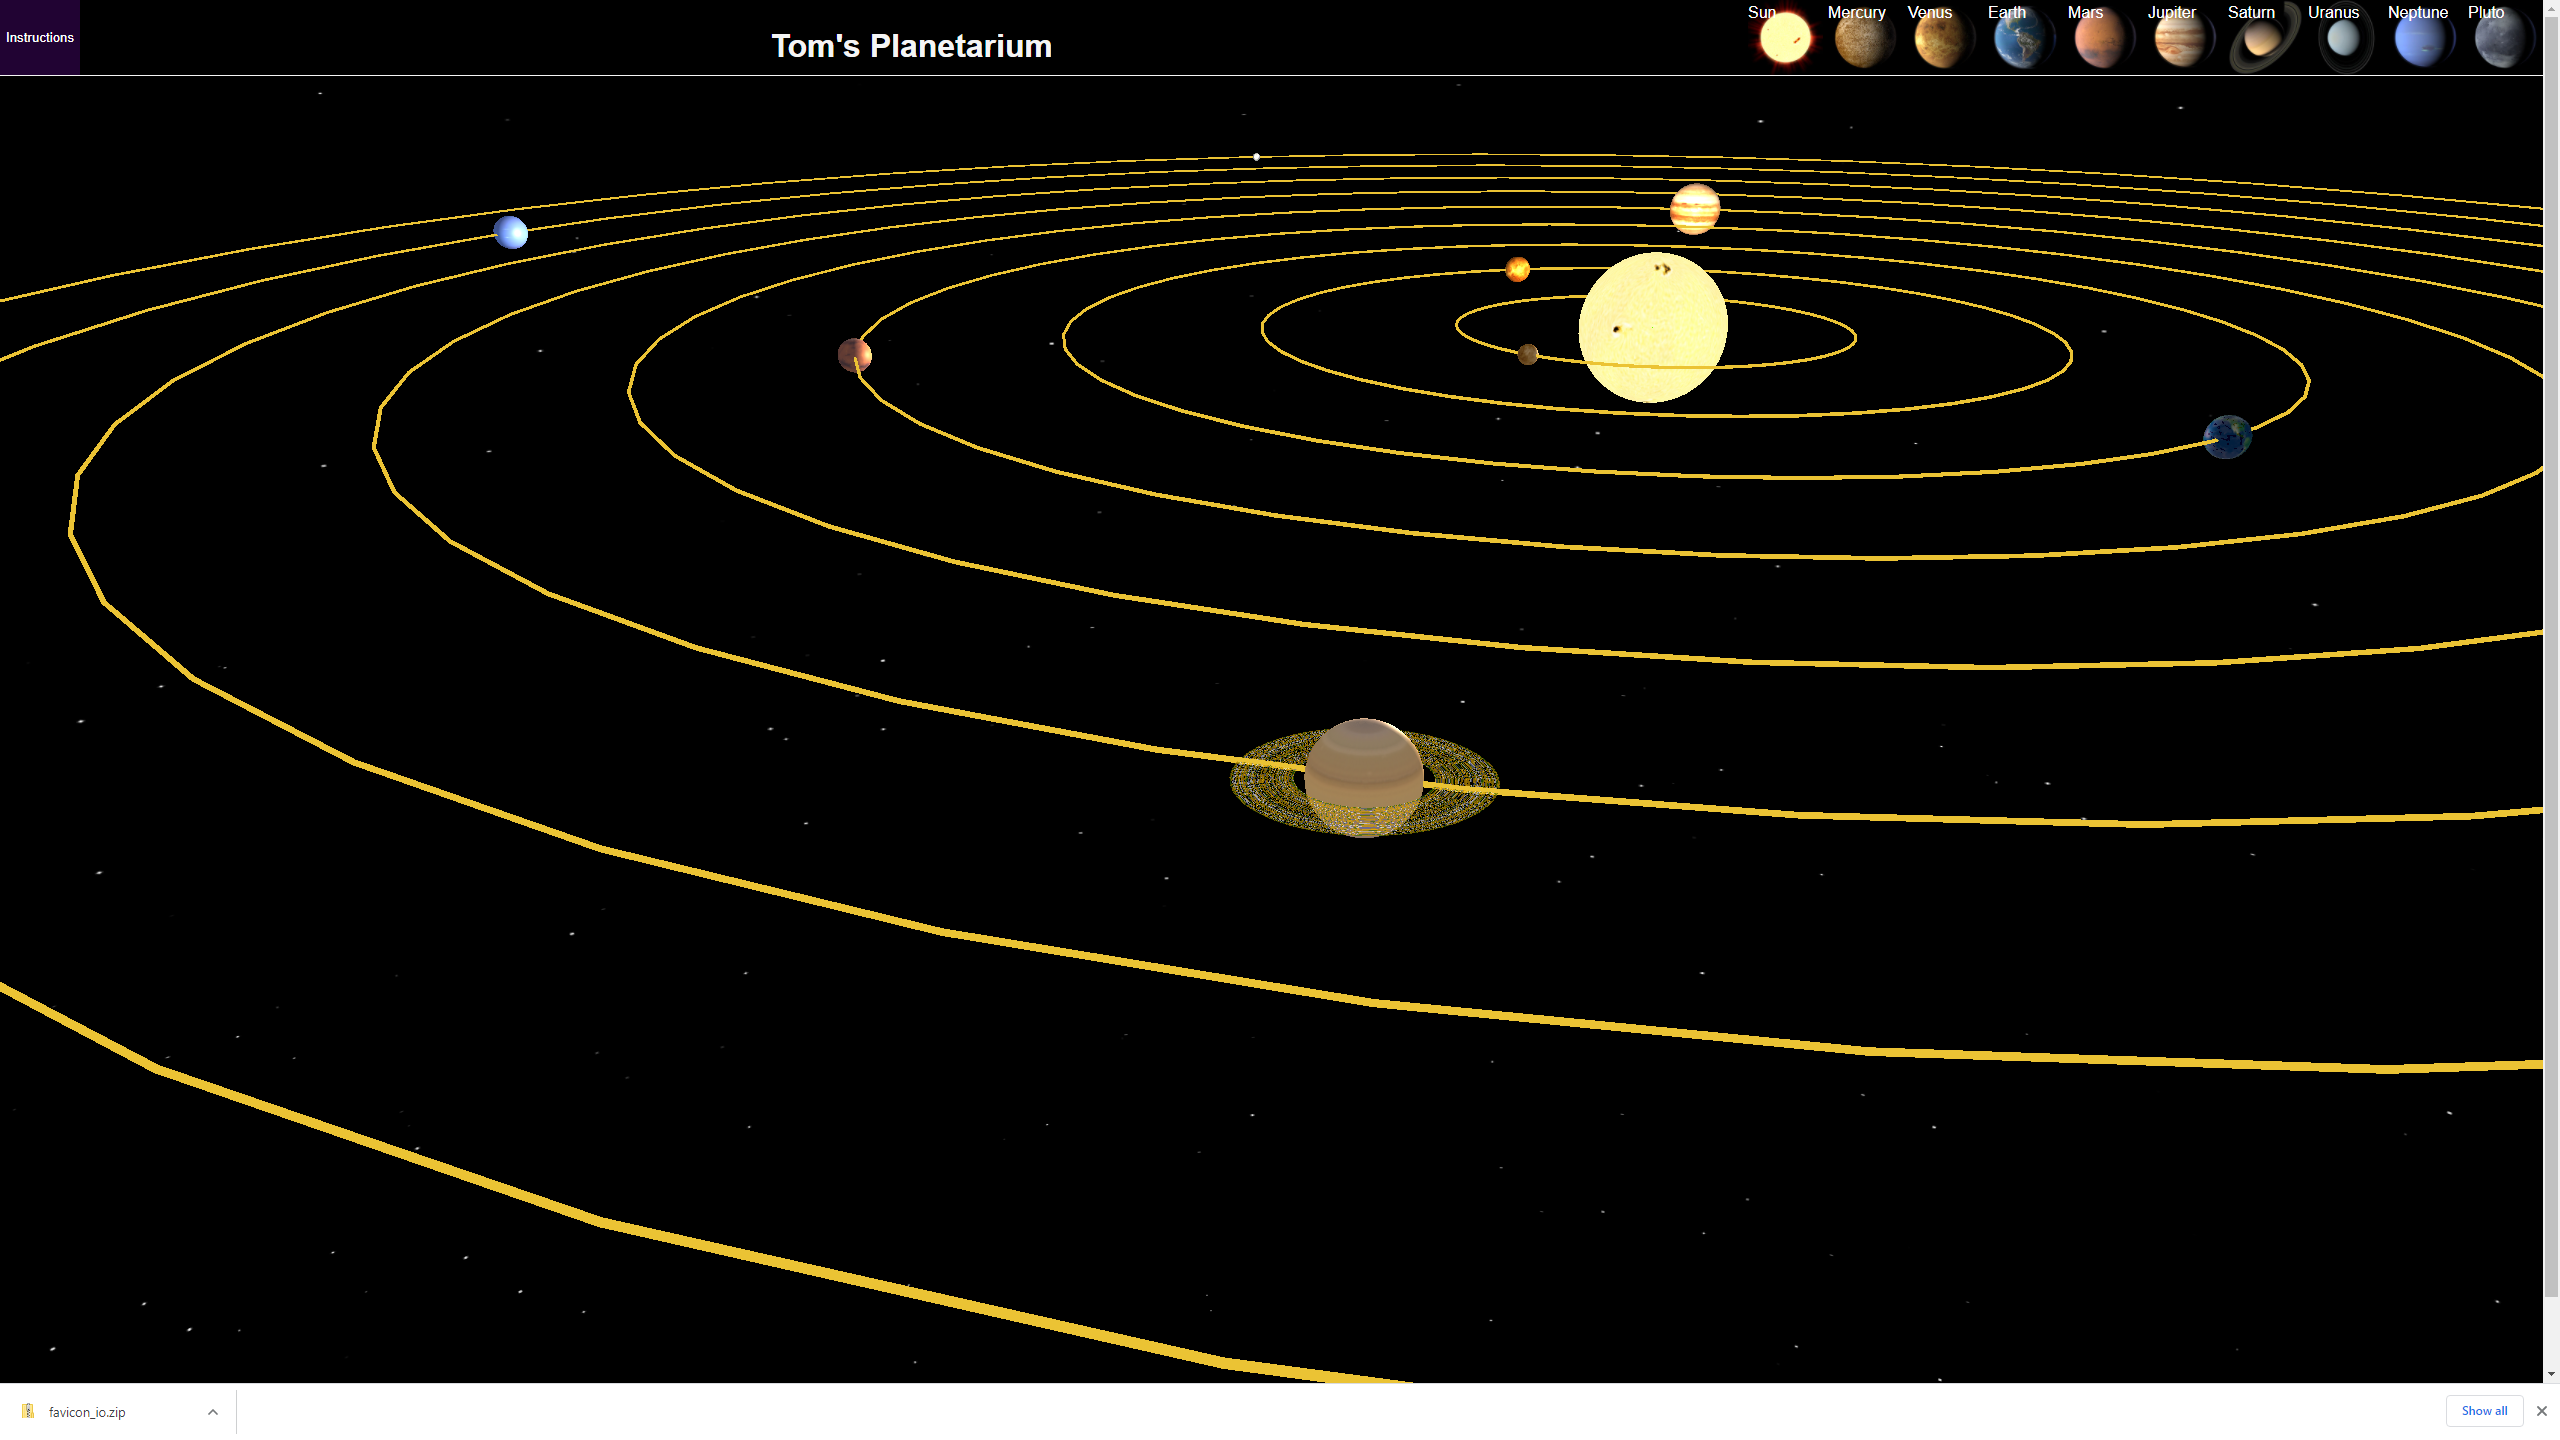 Instructions
Tom's Planetarium
Sun Mercury Venus Earth Mars Jupiter Saturn Uranus Neptune Pluto
favicon_io.zip
Show all